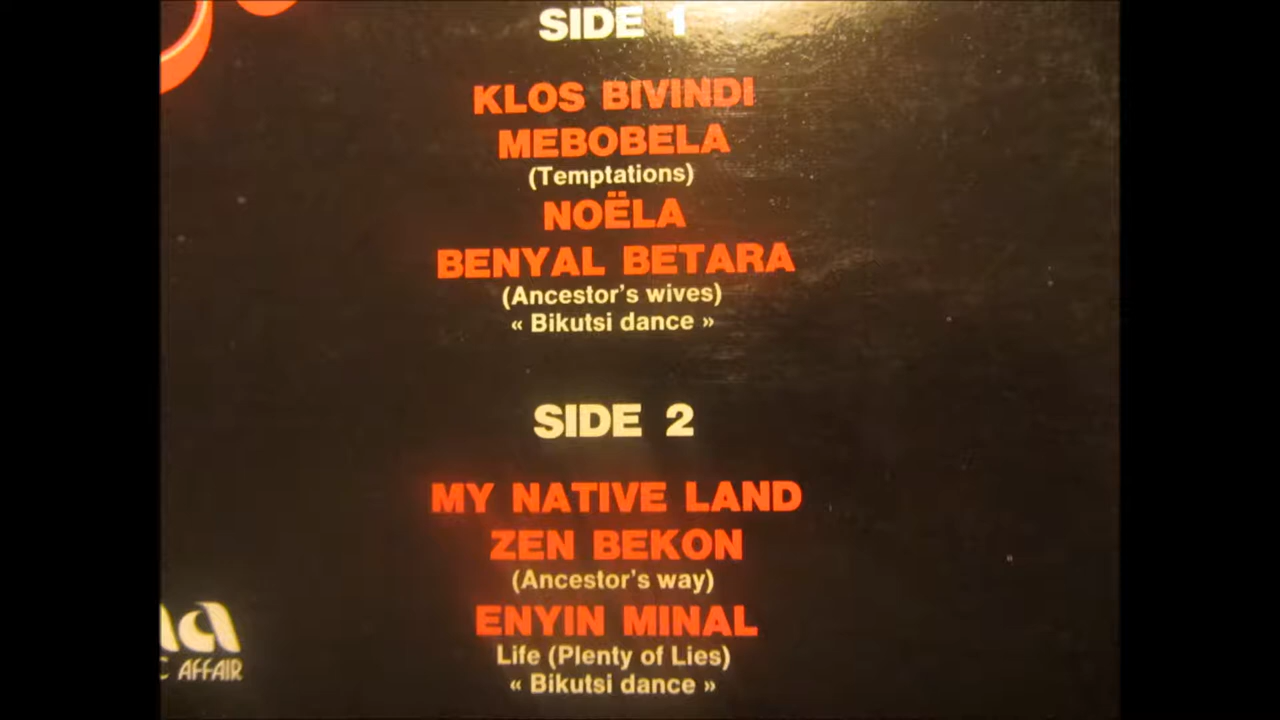 SIDE 1
KLOS BIVINDI
MEBOBELA
(Temptations)
NOËLA
BENYAL BETARA
(Ancestor's wives)
« Bikutsi dance »
SIDE 2
MY NATIVE LAND
ZEN BEKON
(Ancestor's way)
ENYIN MINAL
Life (Plenty of Lies)
« Bikutsi dance »
AFFAIR